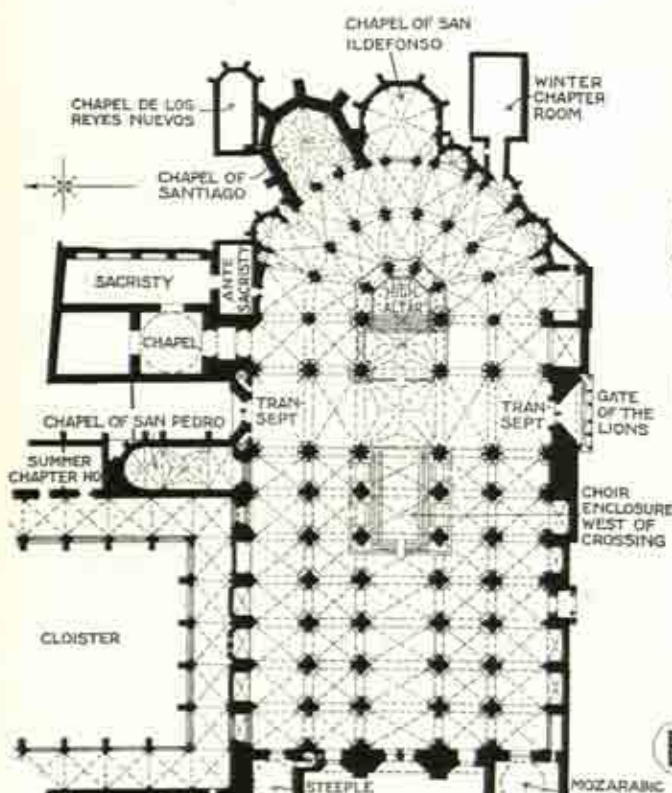 CHAPEL OF SAN
ILDEFONSO
CHAPEL DE LOS
REYES NUEVOS
WINTER
CHAPTER
ROOM
CHAPEL OF
SANTIAGO
SACRISTY
ANTE
SACRISTY
HIGH
ALTAR
CHAPEL
TRAN-
SEPT
TRAN-
SEPT
GATE
OF THE
LIONS
CHAPEL OF SAN PEDRO
SUMMER
CHAPTER HO
CHOIR
ENCLOSURE
WEST OF
CROSSING
CLOISTER
STEEPLE
MOZARABIC